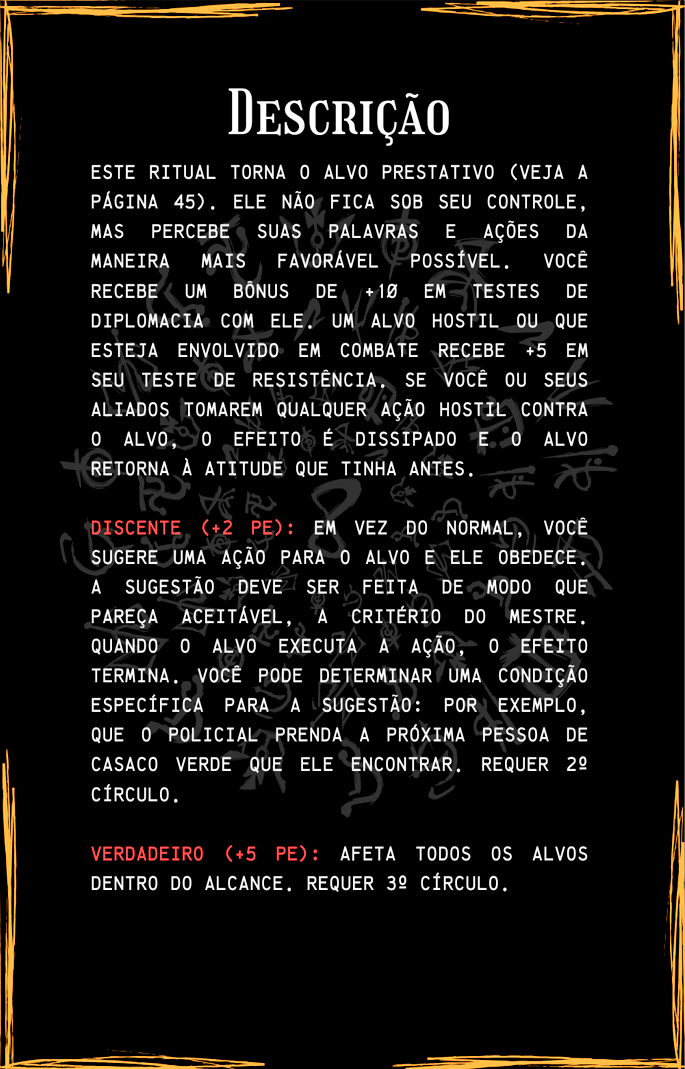 Descrição
ESTE RITUAL TORNA O ALVO PRESTATIVO (VEJA A
PÁGINA 45). ELE NÃO FICA SOB SEU CONTROLE,
MAS PERCEBE SUAS PALAVRAS E AÇÕES DA
MANEIRA MAIS FAVORÁVEL POSSÍVEL. VOCÊ
RECEBE UM BÔNUS DE +10 EM TESTES DE
DIPLOMACIA COM ELE. UM ALVO HOSTIL OU QUE
ESTEJA ENVOLVIDO EM COMBATE RECEBE +5 EM
SEU TESTE DE RESISTÊNCIA. SE VOCÊ OU SEUS
ALIADOS TOMAREM QUALQUER AÇÃO HOSTIL CONTRA
O ALVO, O EFEITO É DISSIPADO E O ALVO
RETORNA À ATITUDE QUE TINHA ANTES.
DISCENTE (+2 PE): EM VEZ DO NORMAL, VOCÊ
SUGERE UMA AÇÃO PARA O ALVO E ELE OBEDECE.
A SUGESTÃO DEVE SER FEITA DE MODO QUE
PAREÇA ACEITÁVEL, A CRITÉRIO DO MESTRE.
QUANDO O ALVO EXECUTA A AÇÃO, O EFEITO
TERMINA. VOCÊ PODE DETERMINAR UMA CONDIÇÃO
ESPECÍFICA PARA A SUGESTÃO: POR EXEMPLO,
QUE O POLICIAL PRENDA A PRÓXIMA PESSOA DE
CASACO VERDE QUE ELE ENCONTRAR. REQUER 2º
CÍRCULO.
VERDADEIRO (+5 PE): AFETA TODOS OS ALVOS
DENTRO DO ALCANCE. REQUER 3º CÍRCULO.